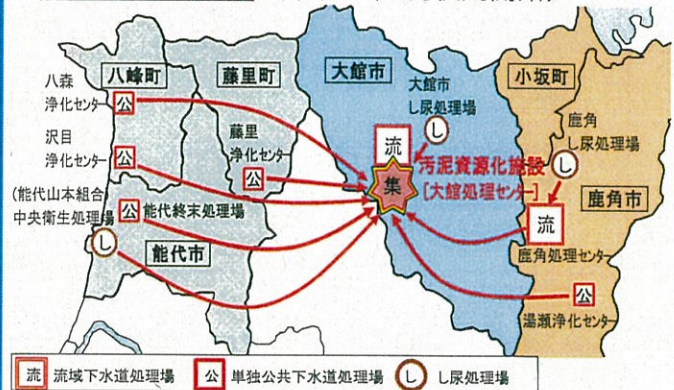 八峰町
藤里町
大館市
小坂町
八森
浄化センター
公
大館市
し尿処理場
し
鹿角
し尿処理場
し
沢目
浄化センター
公
藤里
浄化センター
公
流
集
汚泥資源化施設
[大館処理センター]
鹿角市
(能代山本組合)
中央衛生処理場
し
公
能代終末処理場
能代市
流
鹿角処理センター
公
湯瀬浄化センター
流 流域下水道処理場 公 単独公共下水道処理場 し し尿処理場